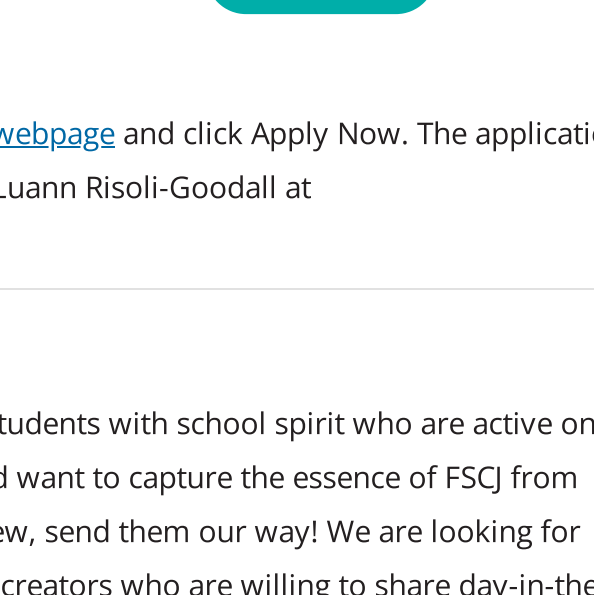 webpage and click Apply Now. The applicati
Luann Risoli-Goodall at
tudents with school spirit who are active on
d want to capture the essence of FSCJ from
ew, send them our way! We are looking for
creators who are willing to share day-in-the